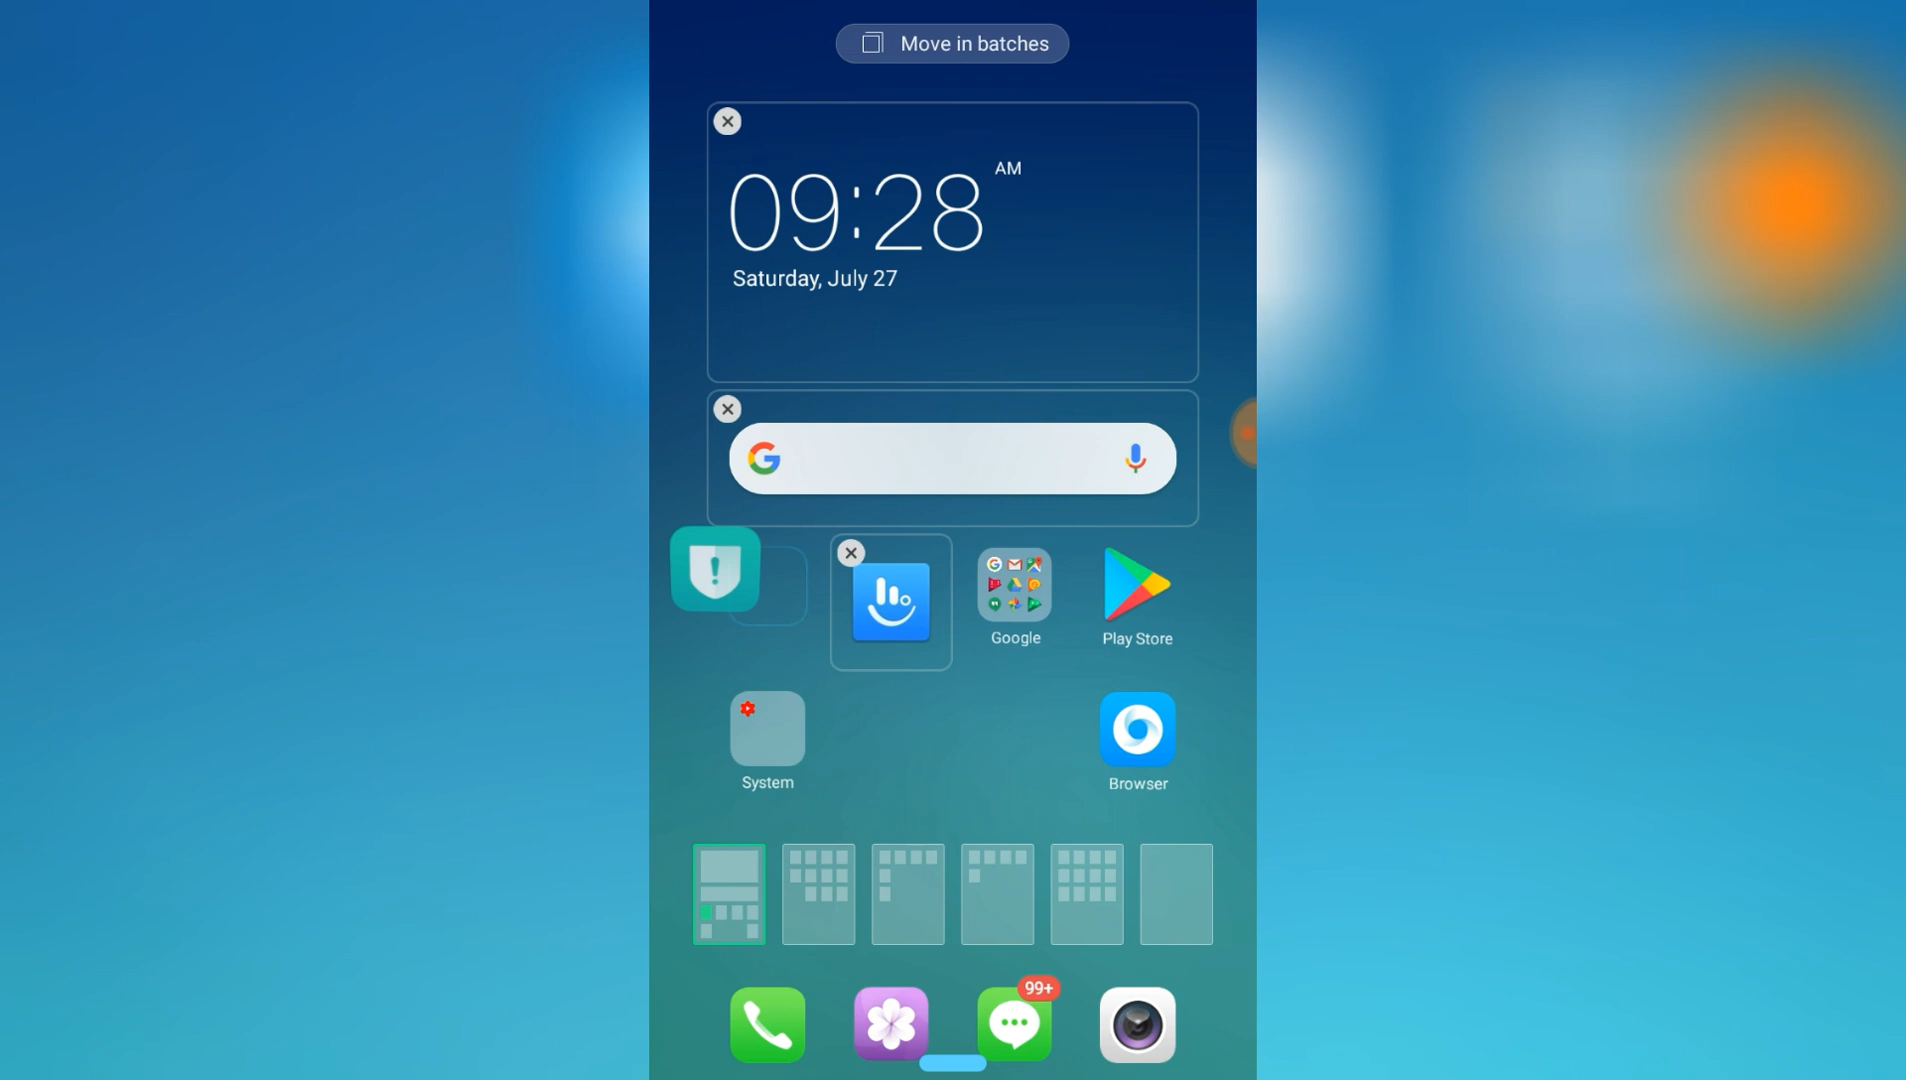 Move in batches
09:28 AM
Saturday, July 27
Google
Play Store
System
Browser
99+